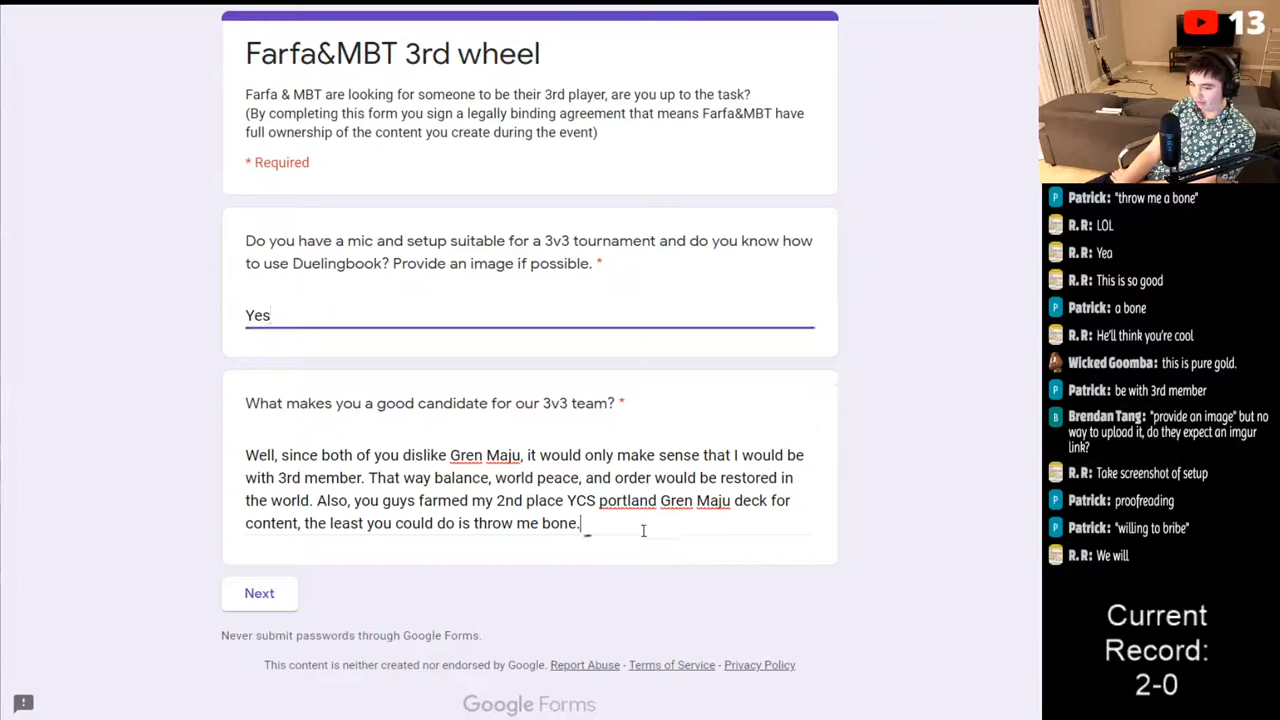 Farfa&MBT 3rd wheel
Farfa & MBT are looking for someone to be their 3rd player, are you up to the task?
(By completing this form you sign a legally binding agreement that means Farfa&MBT have
full ownership of the content you create during the event)
* Required
Do you have a mic and setup suitable for a 3v3 tournament and do you know how
to use Duelingbook? Provide an image if possible. *
Yes
What makes you a good candidate for our 3v3 team? *
Well, since both of you dislike Gren Maju, it would only make sense that I would be
with 3rd member. That way balance, world peace, and order would be restored in
the world. Also, you guys farmed my 2nd place YCS portland Gren Maju deck for
content, the least you could do is throw me bone.
Next
Never submit passwords through Google Forms.
This content is neither created nor endorsed by Google. Report Abuse - Terms of Service - Privacy Policy
Google Forms
13
P Patrick: "throw me a bone"
R.R: LOL
R.R: Yea
R.R: This is so good
P Patrick: a bone
R.R: He'll think you're cool
Wicked Goomba: this is pure gold.
P Patrick: be with 3rd member
B Brendan Tang: "provide an image" but no
way to upload it, do they expect an imgur
link?
R.R: Take screenshot of setup
P Patrick: proofreading
P Patrick: "willing to bribe"
R.R: We will
Current
Record:
2-0